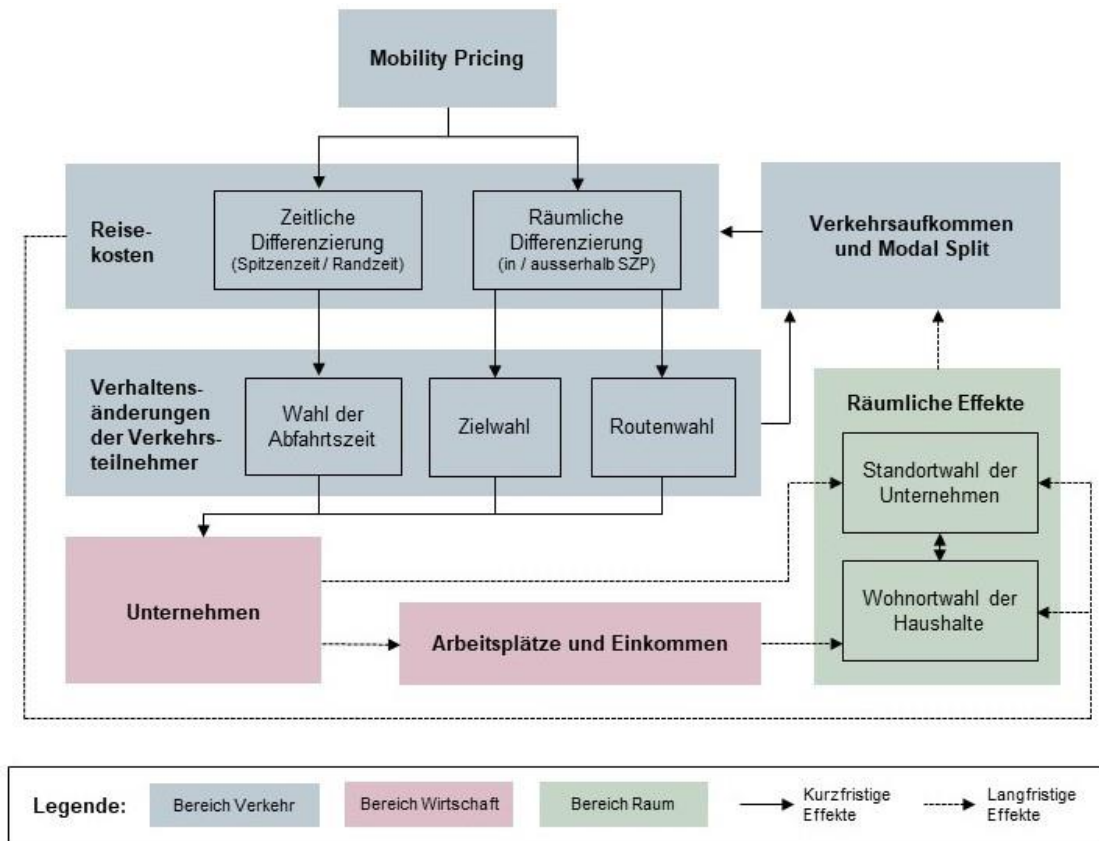 Mobility Pricing
Reise-
kosten
Zeitliche
Differenzierung
(Spitzenzeit / Randzeit)
Räumliche
Differenzierung
(in / ausserhalb SZP)
Verkehrsaufkommen
und Modal Split
Verhaltens-
änderungen
der Verkehrs-
teilnehmer
Wahl der
Abfahrtszeit
Zielwahl
Routenwahl
Räumliche Effekte
Standortwahl der
Unternehmen
Wohnortwahl der
Haushalte
Unternehmen
Arbeitsplätze und Einkommen
Legende:
Bereich Verkehr
Bereich Wirtschaft
Bereich Raum
Kurzfristige
Effekte
Langfristige
Effekte